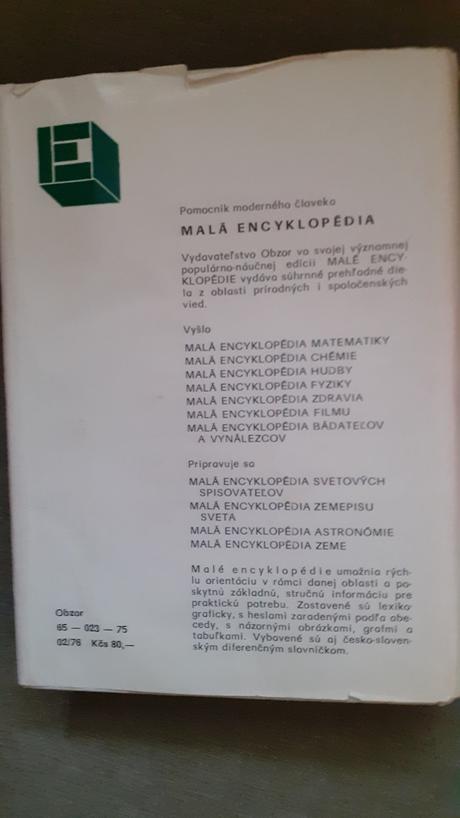 E
Pomocník moderného človeka
MALÁ ENCYKLOPÉDIA
Vydavateľstvo Obzor vo svojej významnej
populárno-náučnej edícii MALÉ ENCY-
KLOPÉDIE vydáva súhrnné prehľadné die-
la z oblasti prírodných i spoločenských
vied.
Vyšlo
MALÁ ENCYKLOPÉDIA MATEMATIKY
MALÁ ENCYKLOPÉDIA CHÉMIE
MALÁ ENCYKLOPÉDIA HUDBY
MALÁ ENCYKLOPÉDIA FYZIKY
MALÁ ENCYKLOPÉDIA ZDRAVIA
MALÁ ENCYKLOPÉDIA FILMU
MALÁ ENCYKLOPÉDIA BÁDATEĽOV
A VYNÁLEZCOV
Pripravuje sa
MALÁ ENCYKLOPÉDIA SVETOVÝCH
SPISOVATEĽOV
MALÁ ENCYKLOPÉDIA ZEMEPISU
SVETA
MALÁ ENCYKLOPÉDIA ASTRONÓMIE
MALÁ ENCYKLOPÉDIA ZEME
Malé encyklopédie umožnia rých-
lu orientáciu v rámci danej oblasti a po-
skytnú základnú, stručnú informáciu pre
praktickú potrebu. Zostavené sú lexiko-
graficky, s heslami zaradenými podľa abe-
cedy, s názornými obrázkami, grafmi a
tabuľkami. Vybavené sú aj česko-sloven-
ským diferenčným slovníčkom.
Obzor
65 — 023 — 75
02/76 Kčs 80,—